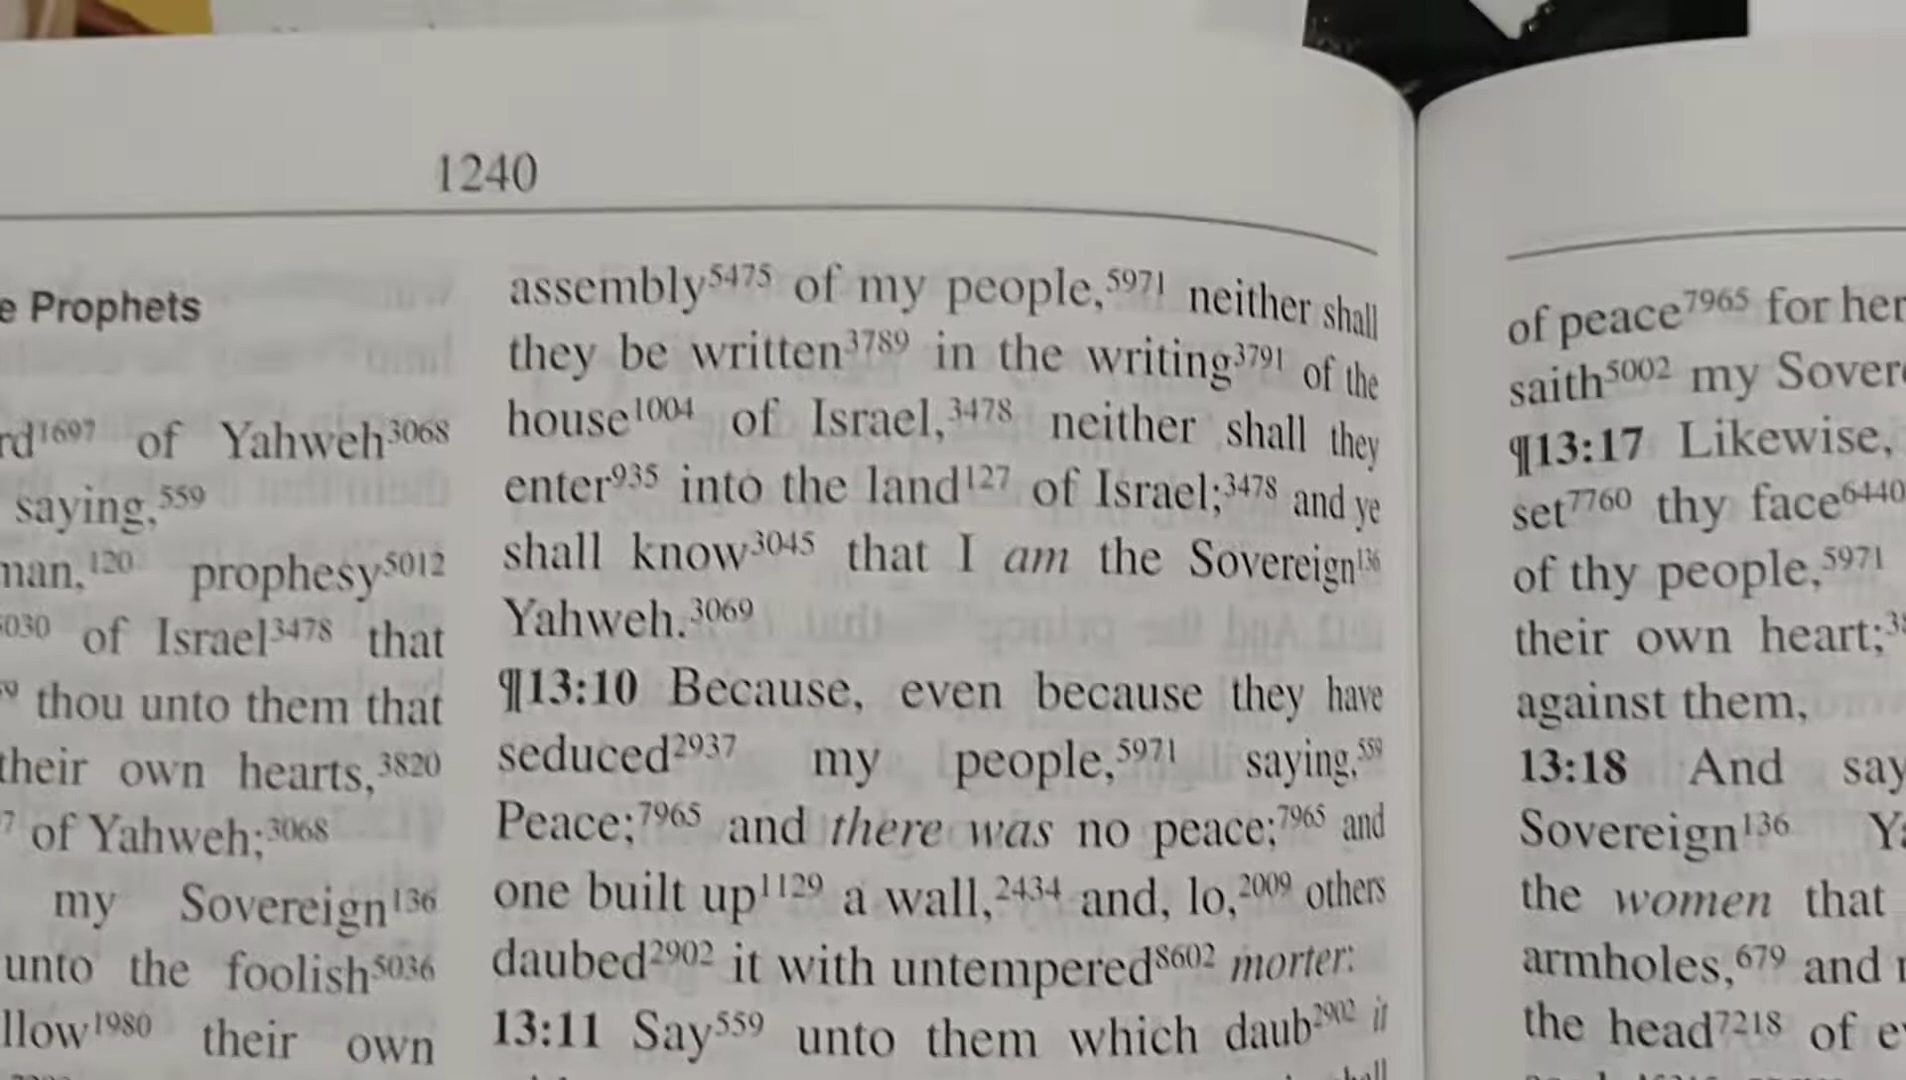 1240
e Prophets
rd1697 of Yahweh3068
saying,559
man,120 prophesy5012
5030 of Israel3478 that
thou unto them that
their own hearts,3820
of Yahweh;3068
my Sovereign136
unto the foolish5036
llow1980 their own
assembly5475 of my people,5971 neither shall
they be written3789 in the writing3791 of the
house1004 of Israel,3478 neither shall they
enter935 into the land127 of Israel;3478 and ye
shall know3045 that I am the Sovereign136
Yahweh.3069
¶13:10 Because, even because they have
seduced2937 my people,5971 saying,559
Peace;7965 and there was no peace;7965 and
one built up1129 a wall,2434 and, lo,2009 others
daubed2902 it with untempered8602 morter:
13:11 Say559 unto them which daub2902 it
shall
of peace7965 for her
saith5002 my Sovere
¶13:17 Likewise,
set7760 thy face6440
of thy people,5971
their own heart;38
against them,
13:18 And say
Sovereign136 Ya
the women that
armholes,679 and
the head7218 of ev